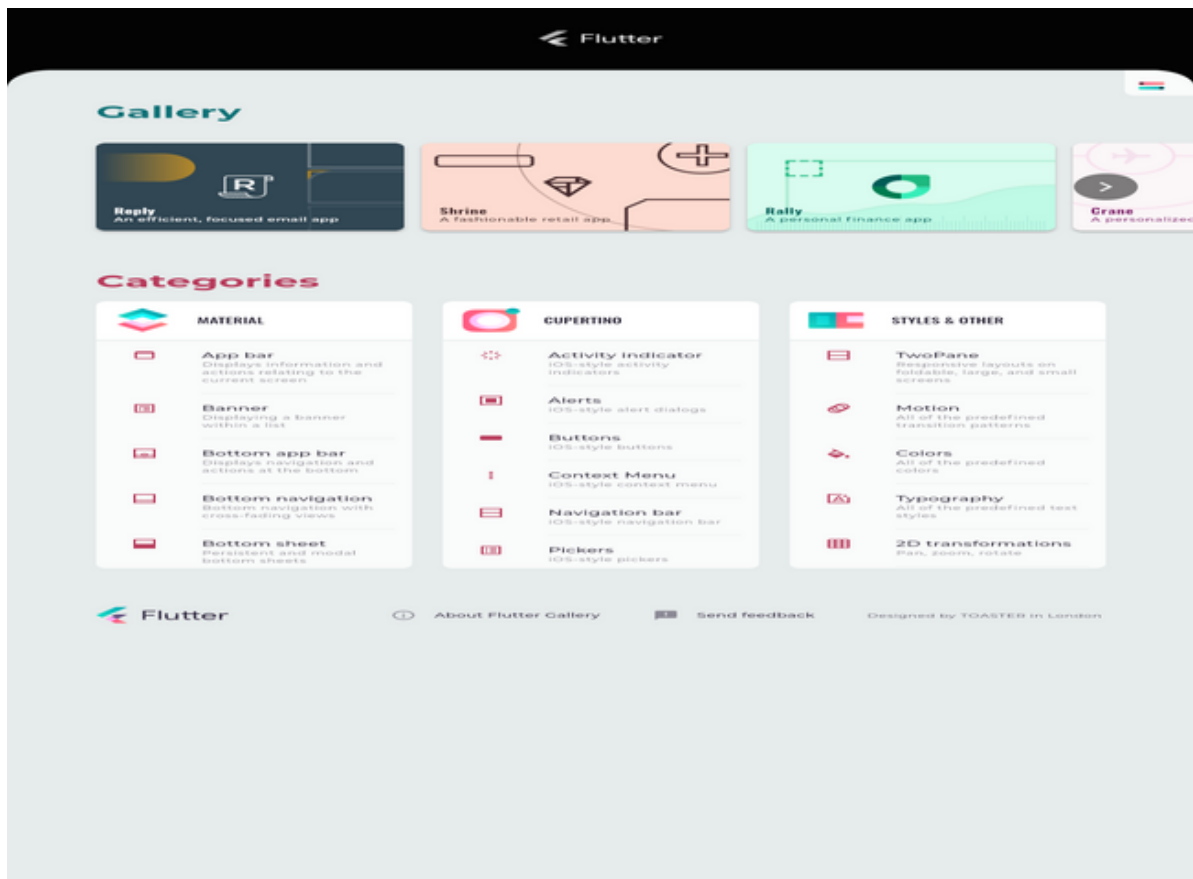 Flutter
Gallery
Reply
An efficient, focused email app
Shrine
A fashionable retail app
Rally
A personal finance app
Crane
A personalized
Categories
MATERIAL
App bar
Displays information and
actions relating to the
current screen
Banner
Displaying a banner
within a list
Bottom app bar
Displays navigation and
actions at the bottom
Bottom navigation
Bottom navigation with
cross-fading views
Bottom sheet
Persistent and modal
bottom sheets
CUPERTINO
Activity indicator
iOS-style activity
indicators
Alerts
iOS-style alert dialogs
Buttons
iOS-style buttons
Context Menu
iOS-style context menu
Navigation bar
iOS-style navigation bar
Pickers
iOS-style pickers
STYLES & OTHER
TwoPane
Responsive layouts on
foldable, large, and small
screens
Motion
All of the predefined
transition patterns
Colors
All of the predefined
colors
Typography
All of the predefined text
styles
2D transformations
Pan, zoom, rotate
Flutter
About Flutter Gallery
Send feedback
Designed by TOASTER in London